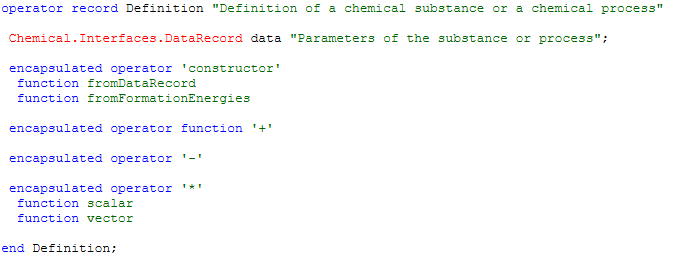 operator record Definition "Definition of a chemical substance or a chemical process"
Chemical.Interfaces.DataRecord data "Parameters of the substance or process";
encapsulated operator 'constructor'
function fromDataRecord
function fromFormationEnergies
encapsulated operator function '+'
encapsulated operator '-'
encapsulated operator '*'
function scalar
function vector
end Definition;